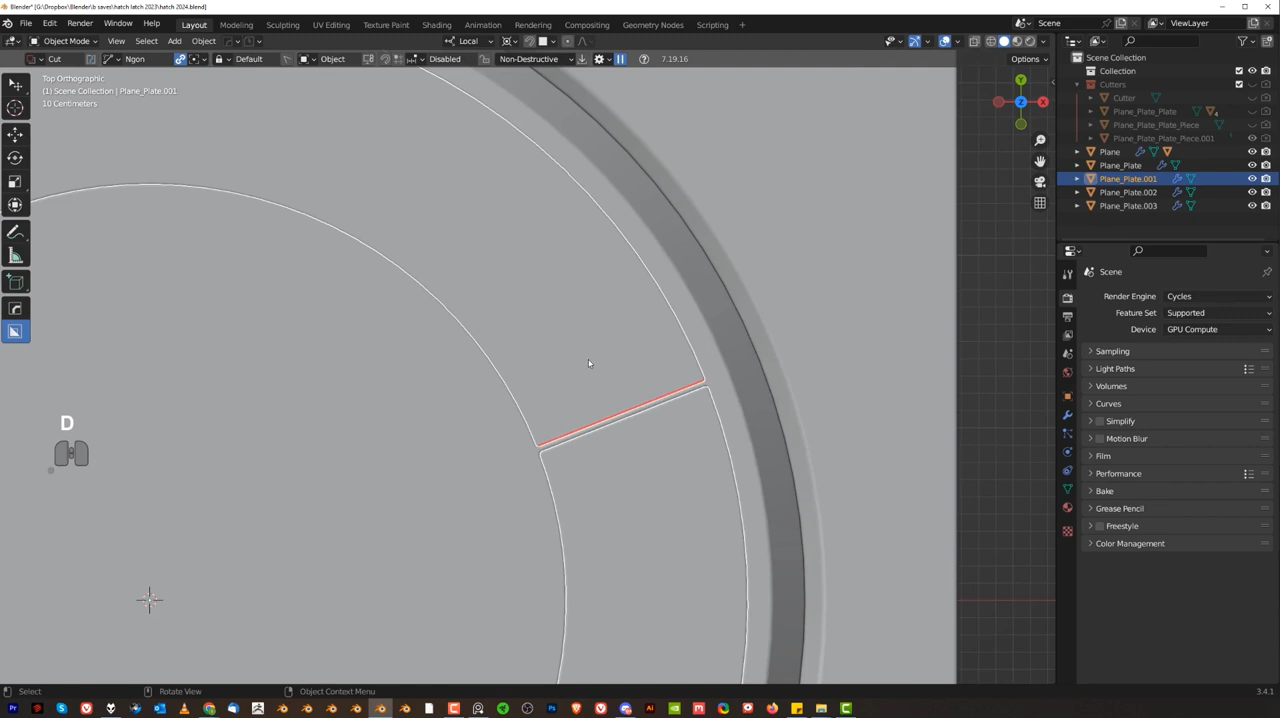 Blender* [G:\Dropbox\Blender\b saves\hatch latch 2023\hatch 2024.blend]
File Edit Render Window Help Layout Modeling Sculpting UV Editing Texture Paint Shading Animation Rendering Compositing Geometry Nodes Scripting + Scene ViewLayer
Object Mode View Select Add Object Local
Cut Ngon Default Object Disabled Non-Destructive 7.19.16 Options
Top Orthographic
(1) Scene Collection | Plane_Plate.001
10 Centimeters
Y
X
Z
D
Scene Collection
Collection
Cutters
Cutter
Plane_Plate_Plate 4
Plane_Plate_Plate_Piece
Plane_Plate_Plate_Piece.001
Plane
Plane_Plate
Plane_Plate.001
Plane_Plate.002
Plane_Plate.003
Scene
Render Engine Cycles
Feature Set Supported
Device GPU Compute
Sampling
Light Paths
Volumes
Curves
Simplify
Motion Blur
Film
Performance
Bake
Grease Pencil
Freestyle
Color Management
Select Rotate View Object Context Menu 3.4.1